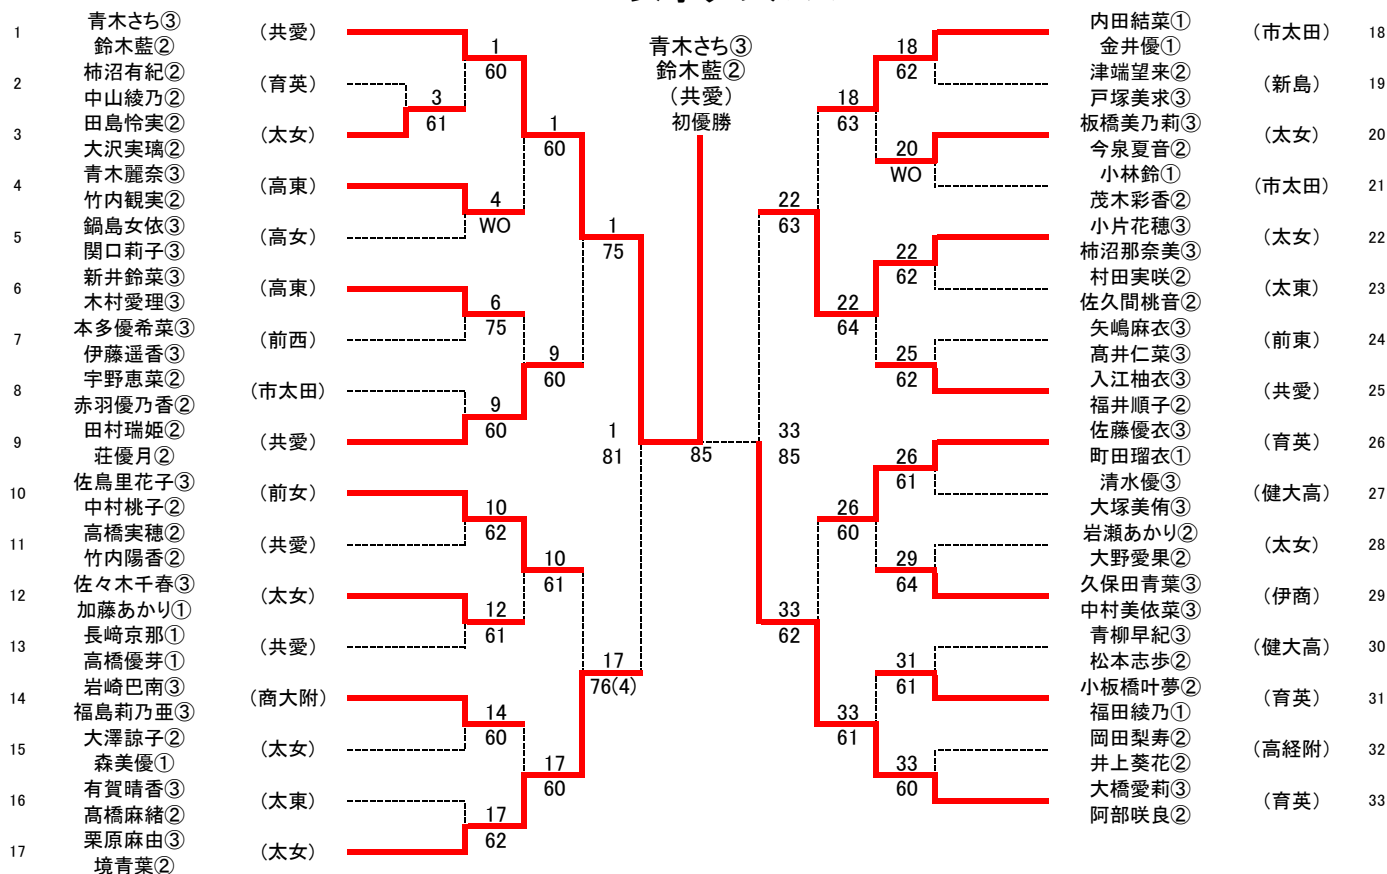 1 青木さち③ 鈴木藍② (共愛)
2 柿沼有紀② 中山綾乃② (育英)
3 田島怜実② 大沢実璃② (太女)
4 青木麗奈③ 竹内観実② (高東)
5 鍋島女依③ 関口莉子③ (高女)
6 新井鈴菜③ 木村愛理③ (高東)
7 本多優希菜③ 伊藤遥香③ (前西)
8 宇野恵菜② 赤羽優乃香② (市太田)
9 田村瑞姫② 荘優月② (共愛)
10 佐鳥里花子③ 中村桃子② (前女)
11 高橋実穂② 竹内陽香② (共愛)
12 佐々木千春③ 加藤あかり① (太女)
13 長﨑京那① 高橋優芽① (共愛)
14 岩崎巴南③ 福島莉乃亜③ (商大附)
15 大澤諒子② 森美優① (太女)
16 有賀晴香③ 髙橋麻緒② (太東)
17 栗原麻由③ 境青葉② (太女)
3
61
1
60
4
WO
6
75
9
60
10
62
12
61
14
60
17
62
1
60
9
60
10
61
17
60
1
75
17
76(4)
1
81
青木さち③
鈴木藍②
(共愛)
初優勝
85
33
85
22
63
33
62
18
63
22
64
26
60
33
61
18
62
20
WO
22
62
25
62
26
61
29
64
31
61
33
60
内田結菜① 金井優① (市太田) 18
津端望来② 戸塚美求③ (新島) 19
板橋美乃莉③ 今泉夏音② (太女) 20
小林鈴① 茂木彩香② (市太田) 21
小片花穂③ 柿沼那奈美③ (太女) 22
村田実咲② 佐久間桃音② (太東) 23
矢嶋麻衣③ 髙井仁菜③ (前東) 24
入江柚衣③ 福井順子② (共愛) 25
佐藤優衣③ 町田瑠衣① (育英) 26
清水優③ 大塚美侑③ (健大高) 27
岩瀬あかり② 大野愛果② (太女) 28
久保田青葉③ 中村美依菜③ (伊商) 29
青柳早紀③ 松本志歩② (健大高) 30
小板橋叶夢② 福田綾乃① (育英) 31
岡田梨寿② 井上葵花② (高経附) 32
大橋愛莉③ 阿部咲良② (育英) 33